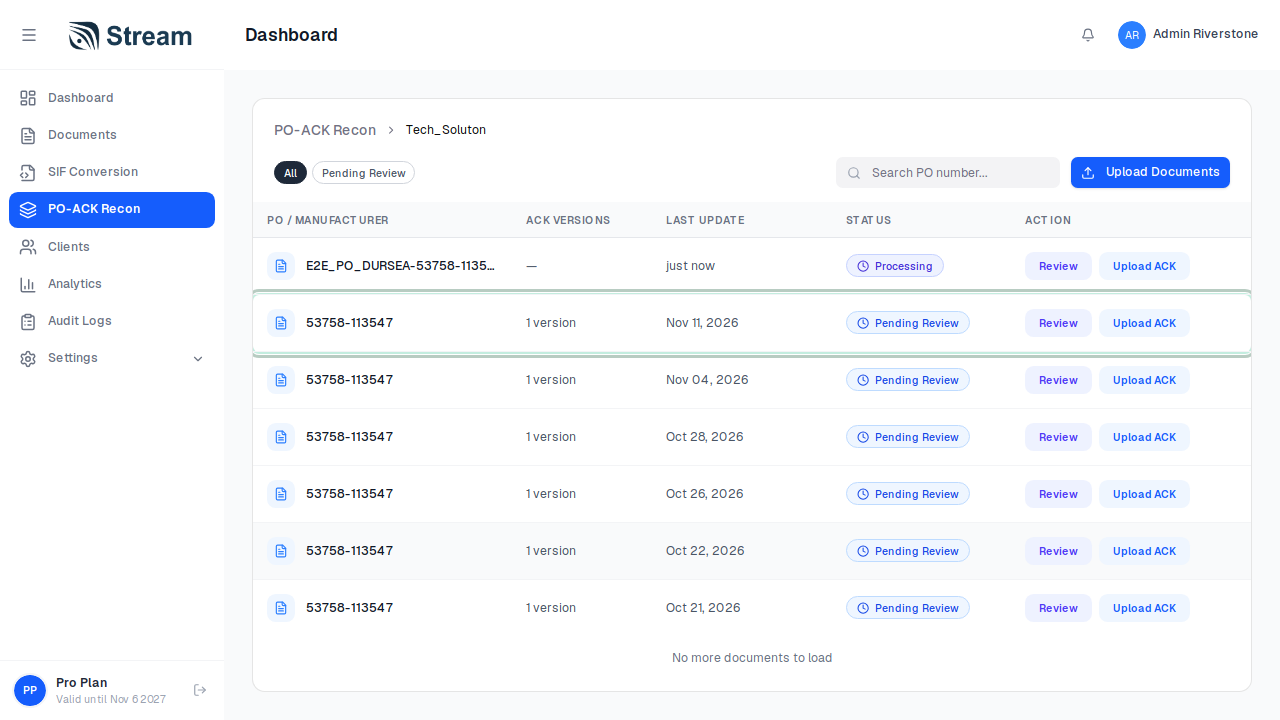 Stream
Dashboard
AR
Admin Riverstone
Dashboard
Documents
SIF Conversion
PO-ACK Recon
Clients
Analytics
Audit Logs
Settings
PP
Pro Plan
Valid until Nov 6 2027
PO-ACK Recon > Tech_Soluton
All
Pending Review
Search PO number...
Upload Documents
PO / MANUFACTURER ACK VERSIONS LAST UPDATE STATUS ACTION
E2E_PO_DURSEA-53758-1135... — just now Processing Review Upload ACK
53758-113547 1 version Nov 11, 2026 Pending Review Review Upload ACK
53758-113547 1 version Nov 04, 2026 Pending Review Review Upload ACK
53758-113547 1 version Oct 28, 2026 Pending Review Review Upload ACK
53758-113547 1 version Oct 26, 2026 Pending Review Review Upload ACK
53758-113547 1 version Oct 22, 2026 Pending Review Review Upload ACK
53758-113547 1 version Oct 21, 2026 Pending Review Review Upload ACK
No more documents to load